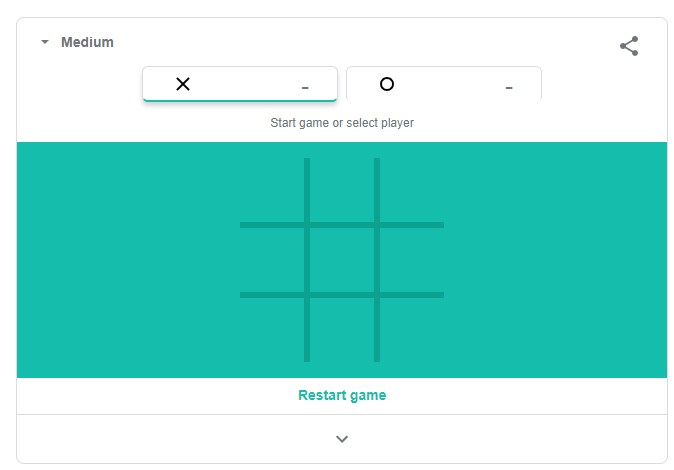 Medium
- -
Start game or select player
Restart game